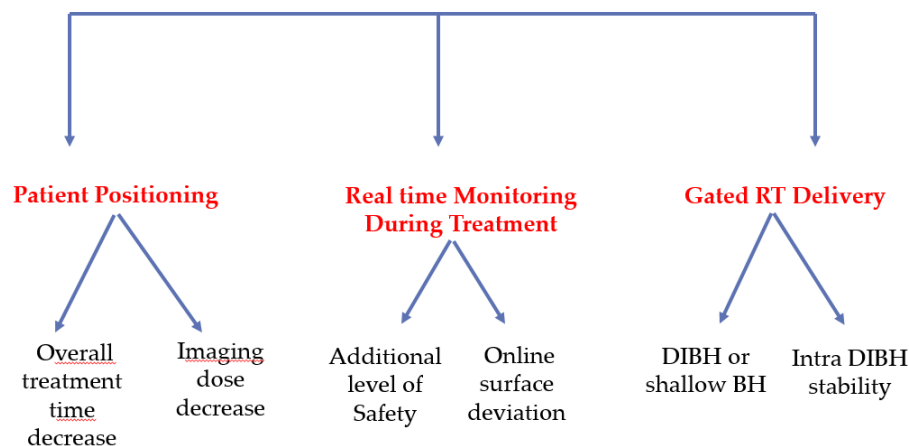 Patient Positioning
Real time Monitoring
During Treatment
Gated RT Delivery
Overall
treatment
time
decrease
Imaging
dose
decrease
Additional
level of
Safety
Online
surface
deviation
DIBH or
shallow BH
Intra DIBH
stability